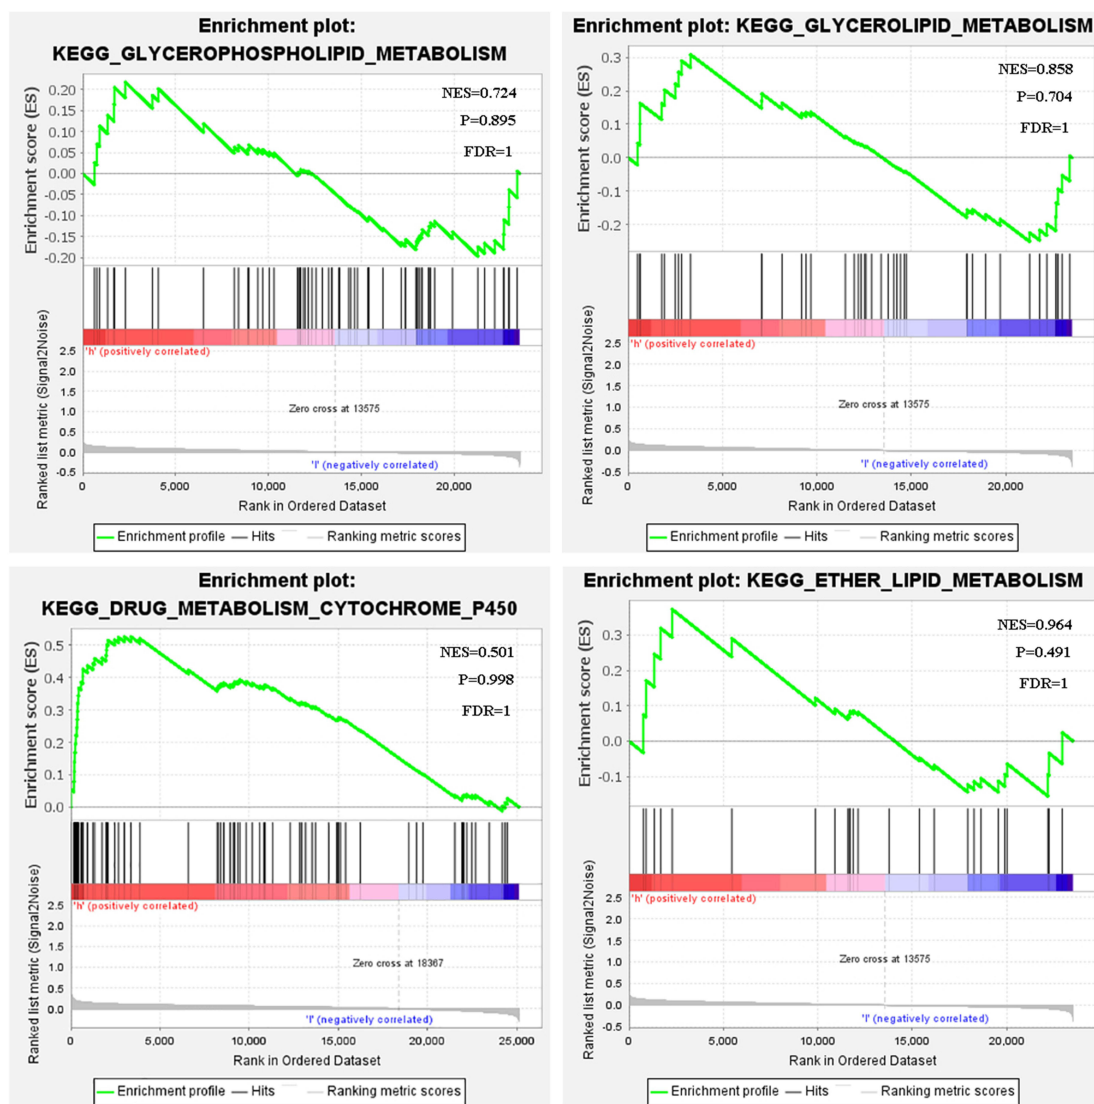 Enrichment plot:
KEGG_GLYCEROPHOSPHOLIPID_METABOLISM
Enrichment score (ES)
0.20
0.15
0.10
0.05
0.00
-0.05
-0.10
-0.15
-0.20
NES=0.724
P=0.895
FDR=1
Ranked list metric (Signal2Noise)
'h' (positively correlated)
2.5
2.0
1.5
1.0
0.5
0.0
-0.5
Zero cross at 13575
'l' (negatively correlated)
0 5,000 10,000 15,000 20,000
Rank in Ordered Dataset
Enrichment profile Hits Ranking metric scores
Enrichment plot: KEGG_GLYCEROLIPID_METABOLISM
Enrichment score (ES)
0.3
0.2
0.1
0.0
-0.1
-0.2
NES=0.858
P=0.704
FDR=1
Ranked list metric (Signal2Noise)
'h' (positively correlated)
2.5
2.0
1.5
1.0
0.5
0.0
-0.5
Zero cross at 13575
'l' (negatively correlated)
0 5,000 10,000 15,000 20,000
Rank in Ordered Dataset
Enrichment profile Hits Ranking metric scores
Enrichment plot:
KEGG_DRUG_METABOLISM_CYTOCHROME_P450
Enrichment score (ES)
0.5
0.4
0.3
0.2
0.1
0.0
NES=0.501
P=0.998
FDR=1
Ranked list metric (Signal2Noise)
'h' (positively correlated)
2.5
2.0
1.5
1.0
0.5
0.0
Zero cross at 18367
'l' (negatively correlated)
0 5,000 10,000 15,000 20,000 25,000
Rank in Ordered Dataset
Enrichment profile Hits Ranking metric scores
Enrichment plot: KEGG_ETHER_LIPID_METABOLISM
Enrichment score (ES)
0.3
0.2
0.1
0.0
-0.1
NES=0.964
P=0.491
FDR=1
Ranked list metric (Signal2Noise)
'h' (positively correlated)
2.5
2.0
1.5
1.0
0.5
0.0
-0.5
Zero cross at 13575
'l' (negatively correlated)
0 5,000 10,000 15,000 20,000
Rank in Ordered Dataset
Enrichment profile Hits Ranking metric scores